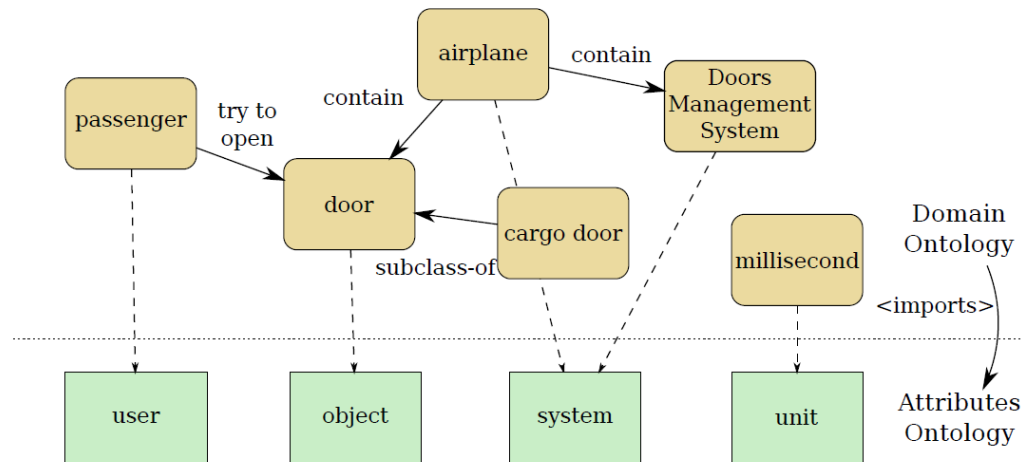 airplane
contain
Doors
Management
System
passenger
try to
open
contain
door
cargo door
subclass-of
millisecond
Domain
Ontology
<imports>
user
object
system
unit
Attributes
Ontology